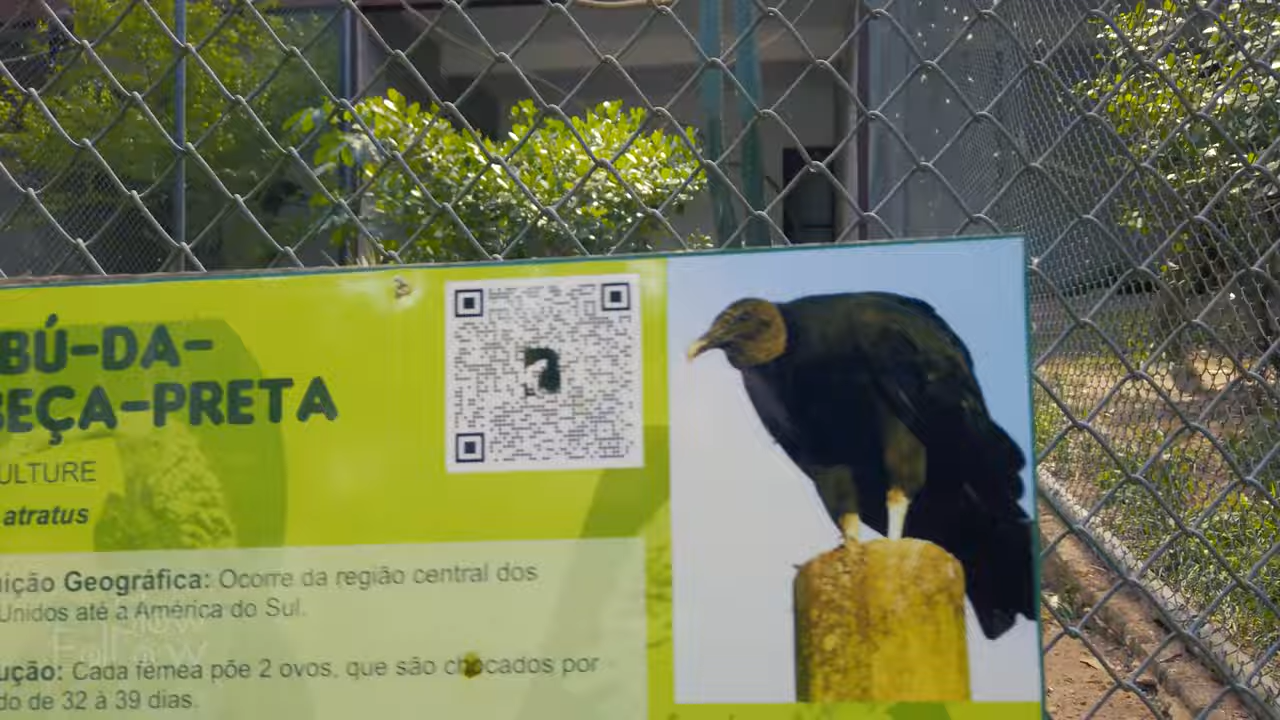 BÚ-DA-
BEÇA-PRETA
ULTURE
atratus
uição Geográfica: Ocorre da região central dos
Unidos até a América do Sul.
ução: Cada fêmea põe 2 ovos, que são chocados por
do de 32 à 39 dias.